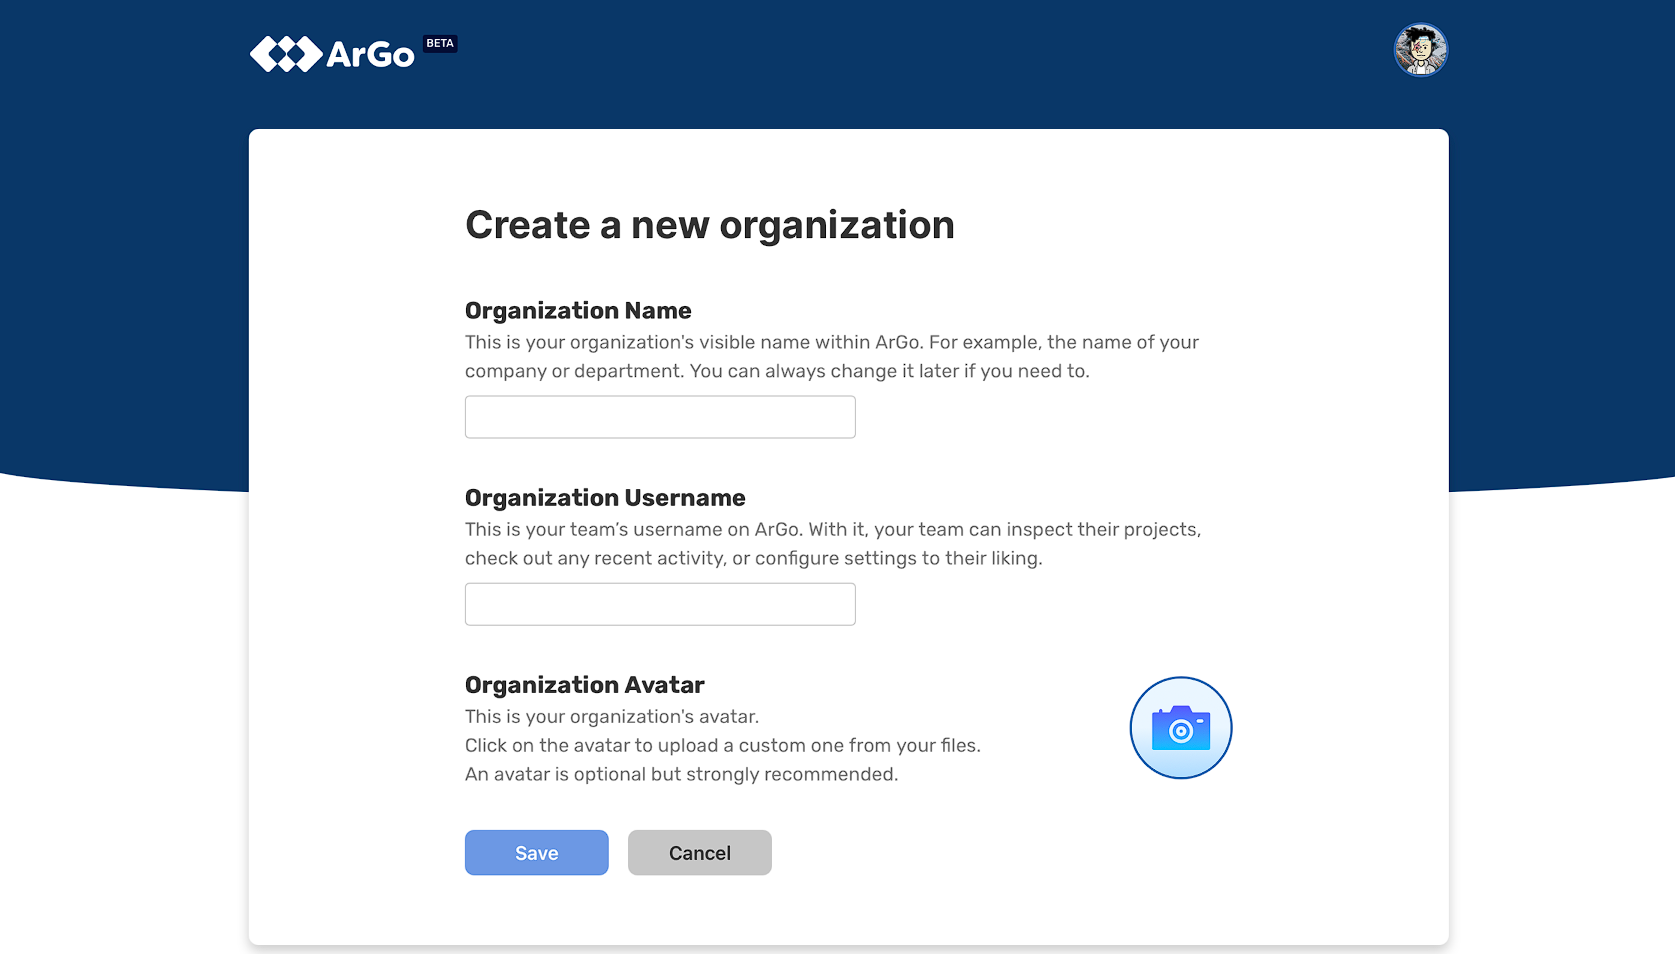 ArGo BETA
Create a new organization
Organization Name
This is your organization's visible name within ArGo. For example, the name of your
company or department. You can always change it later if you need to.
Organization Username
This is your team’s username on ArGo. With it, your team can inspect their projects,
check out any recent activity, or configure settings to their liking.
Organization Avatar
This is your organization's avatar.
Click on the avatar to upload a custom one from your files.
An avatar is optional but strongly recommended.
Save Cancel